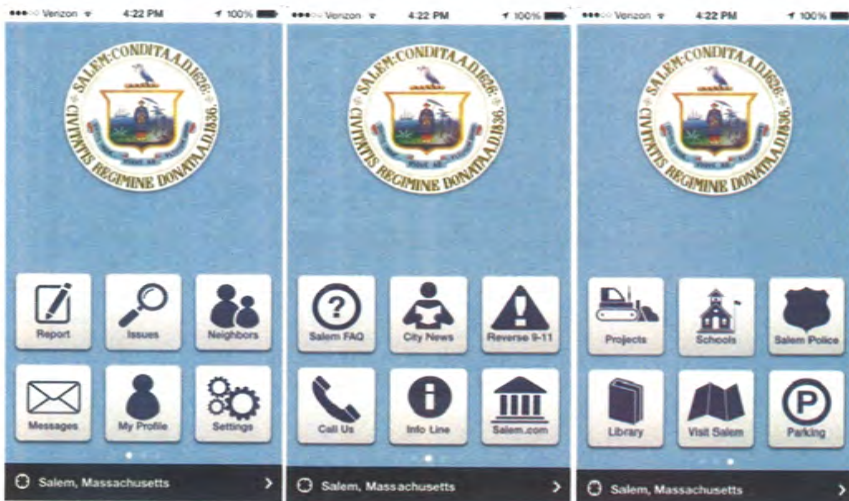 Verizon 4:22 PM 100%
SALEM·CONDITA.A.D.1626·
CIVITATIS REGIMINE DONATA.A.D.1836.
Report Issues Neighbors
Messages My Profile Settings
Salem, Massachusetts
Verizon 4:22 PM 100%
SALEM·CONDITA.A.D.1626·
CIVITATIS REGIMINE DONATA.A.D.1836.
Salem FAQ City News Reverse 9-11
Call Us Info Line Salem.com
Salem, Massachusetts
Verizon 4:22 PM 100%
SALEM·CONDITA.A.D.1626·
CIVITATIS REGIMINE DONATA.A.D.1836.
Projects Schools Salem Police
Library Visit Salem P Parking
Salem, Massachusetts